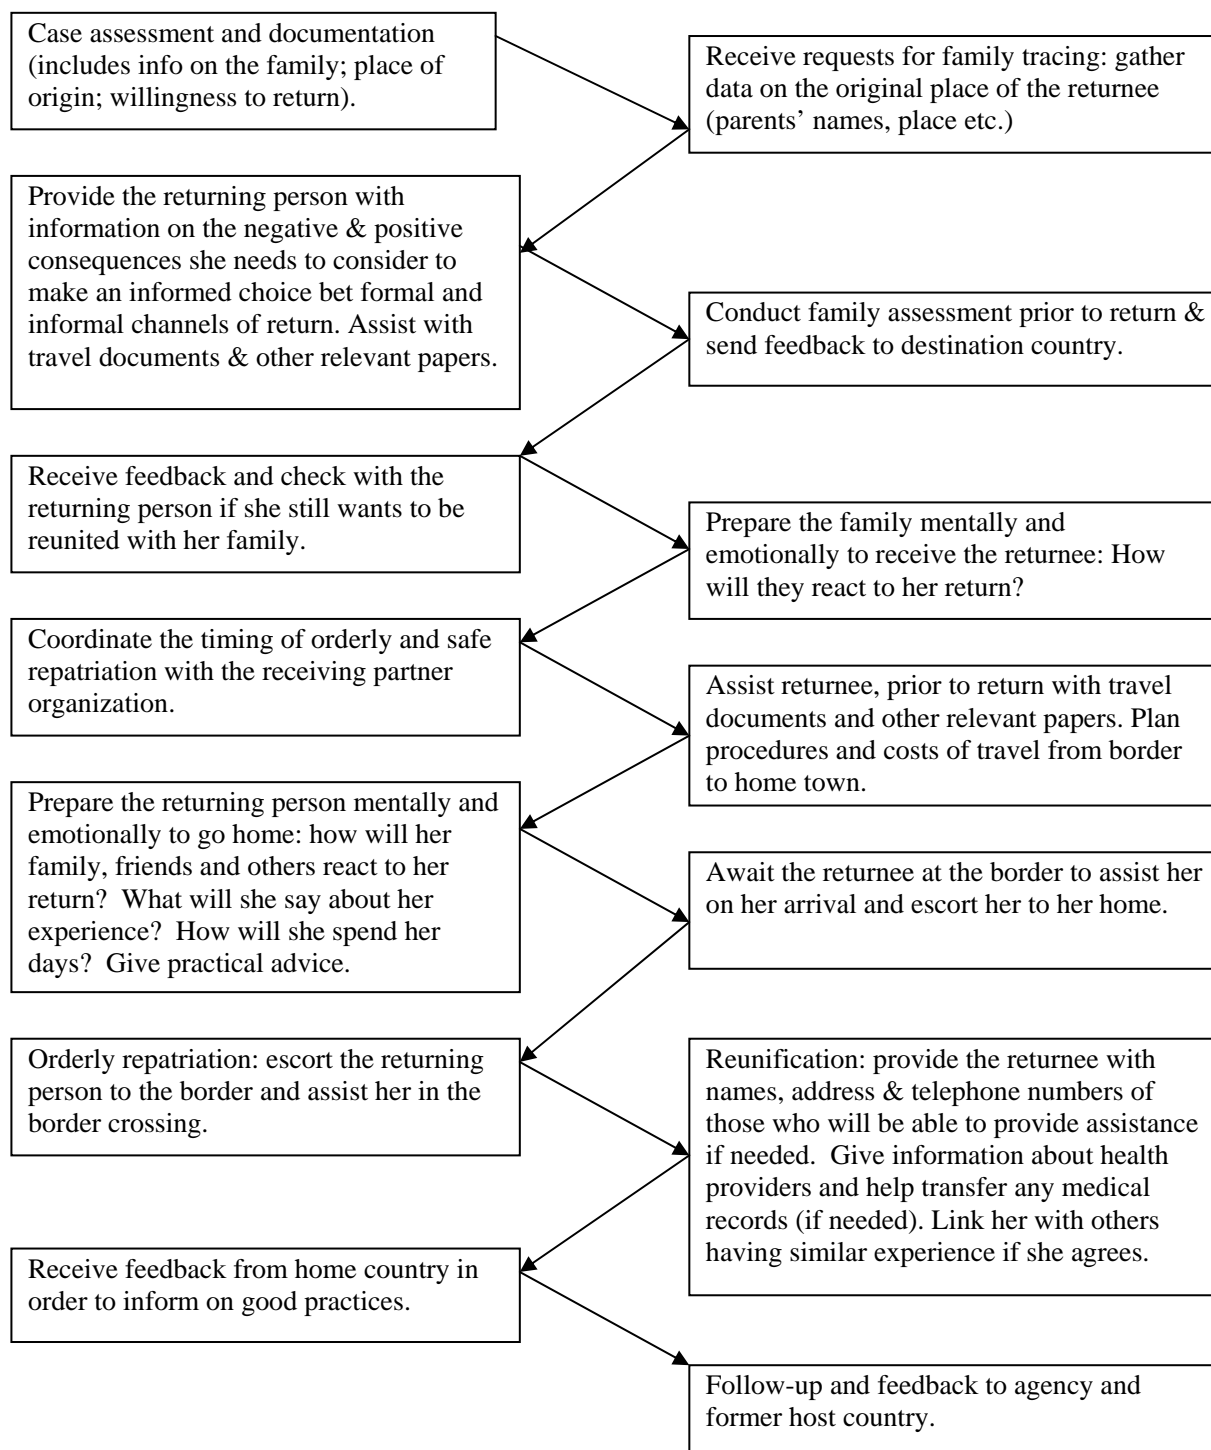 Case assessment and documentation
(includes info on the family; place of
origin; willingness to return).
Receive requests for family tracing: gather
data on the original place of the returnee
(parents’ names, place etc.)
Provide the returning person with
information on the negative & positive
consequences she needs to consider to
make an informed choice bet formal and
informal channels of return. Assist with
travel documents & other relevant papers.
Conduct family assessment prior to return &
send feedback to destination country.
Receive feedback and check with the
returning person if she still wants to be
reunited with her family.
Prepare the family mentally and
emotionally to receive the returnee: How
will they react to her return?
Coordinate the timing of orderly and safe
repatriation with the receiving partner
organization.
Assist returnee, prior to return with travel
documents and other relevant papers. Plan
procedures and costs of travel from border
to home town.
Prepare the returning person mentally and
emotionally to go home: how will her
family, friends and others react to her
return?  What will she say about her
experience?  How will she spend her
days?  Give practical advice.
Await the returnee at the border to assist her
on her arrival and escort her to her home.
Orderly repatriation: escort the returning
person to the border and assist her in the
border crossing.
Reunification: provide the returnee with
names, address & telephone numbers of
those who will be able to provide assistance
if needed.  Give information about health
providers and help transfer any medical
records (if needed). Link her with others
having similar experience if she agrees.
Receive feedback from home country in
order to inform on good practices.
Follow-up and feedback to agency and
former host country.